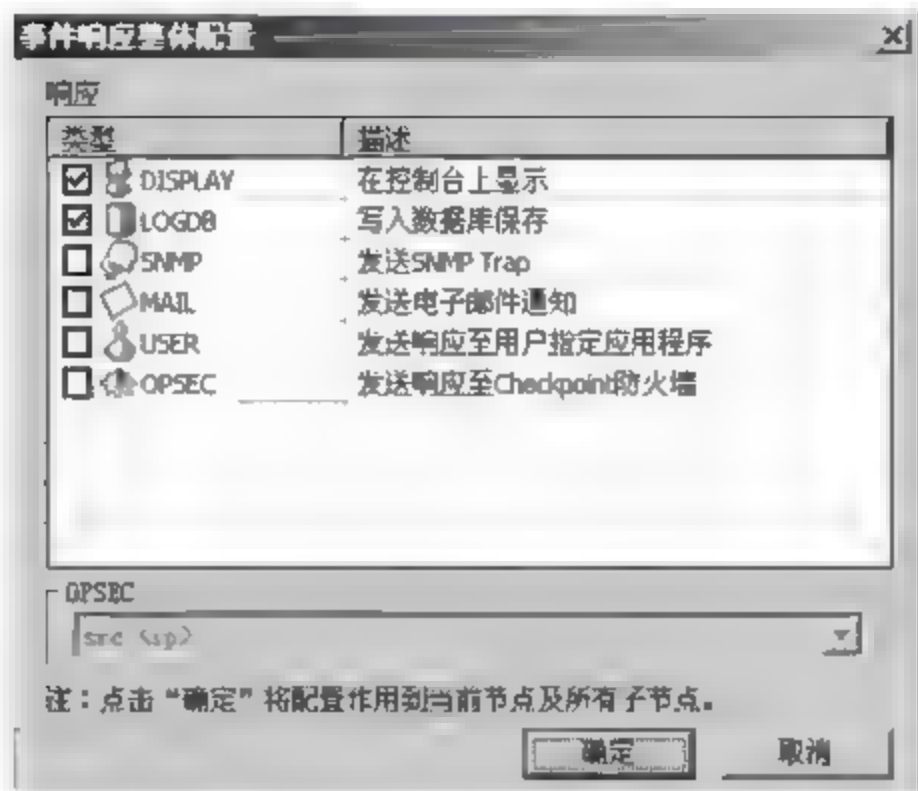 事件响应整体配置
响应
类型 描述
DISPLAY 在控制台上显示
LOGDB 写入数据库保存
SNMP 发送SNMP Trap
MAIL 发送电子邮件通知
USER 发送响应至用户指定应用程序
OPSEC 发送响应至Checkpoint防火墙
OPSEC
src <ip>
注：点击“确定”将配置作用到当前节点及所有子节点。
确定 取消